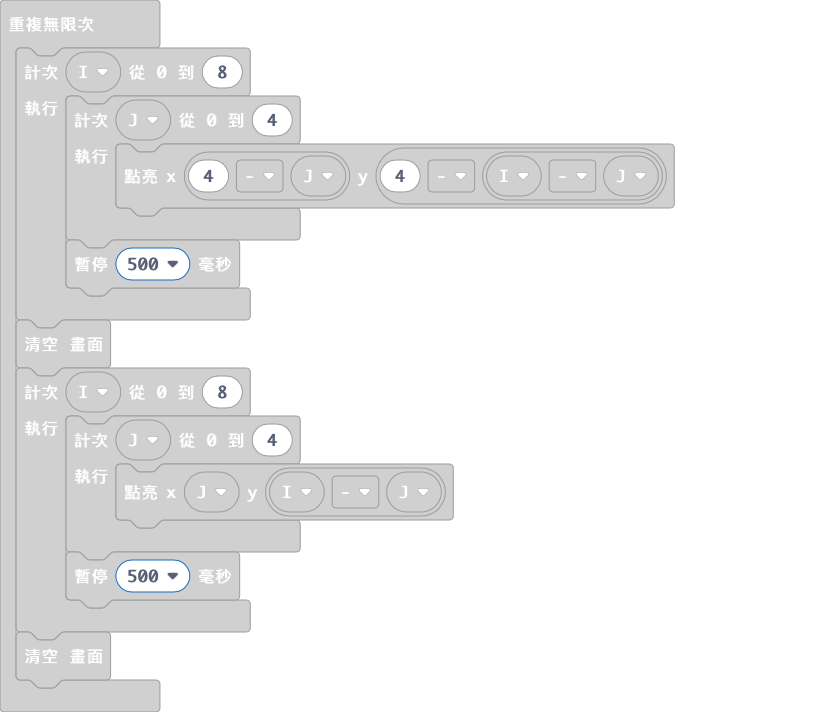 重複無限次
計次 I 從 0 到 8
執行
計次 J 從 0 到 4
執行
點亮 x 4 - J y 4 - I - J
暫停 500 毫秒
清空 畫面
計次 I 從 0 到 8
執行
計次 J 從 0 到 4
執行
點亮 x J y I - J
暫停 500 毫秒
清空 畫面